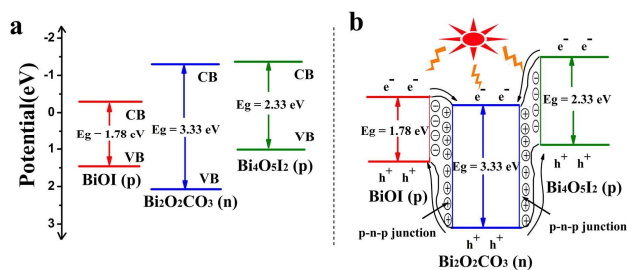 a
Potential(eV)
-2
-1
0
1
2
3
CB
Eg − 1.78 eV
VB
BiOI (p)
CB
Eg = 3.33 eV
VB
Bi₂O₂CO₃ (n)
CB
Eg = 2.33 eV
VB
Bi₄O₅I₂ (p)
b
e⁻ e⁻
Eg = 1.78 eV
h⁺ h⁺
BiOI (p)
e⁻ e⁻
Eg = 3.33 eV
h⁺ h⁺
Bi₂O₂CO₃ (n)
e⁻ e⁻
Eg = 2.33 eV
h⁺ h⁺
Bi₄O₅I₂ (p)
p-n-p junction
p-n-p junction